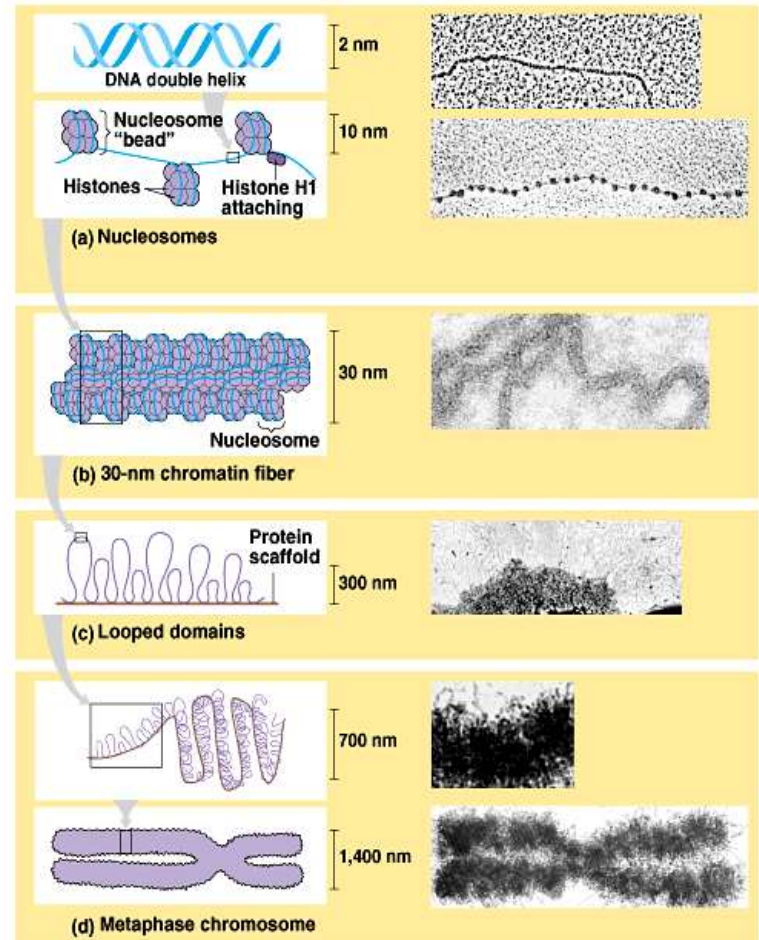 DNA double helix
2 nm
Nucleosome
"bead"
10 nm
Histones
Histone H1
attaching
(a) Nucleosomes
30 nm
Nucleosome
(b) 30-nm chromatin fiber
Protein
scaffold
300 nm
(c) Looped domains
700 nm
1,400 nm
(d) Metaphase chromosome